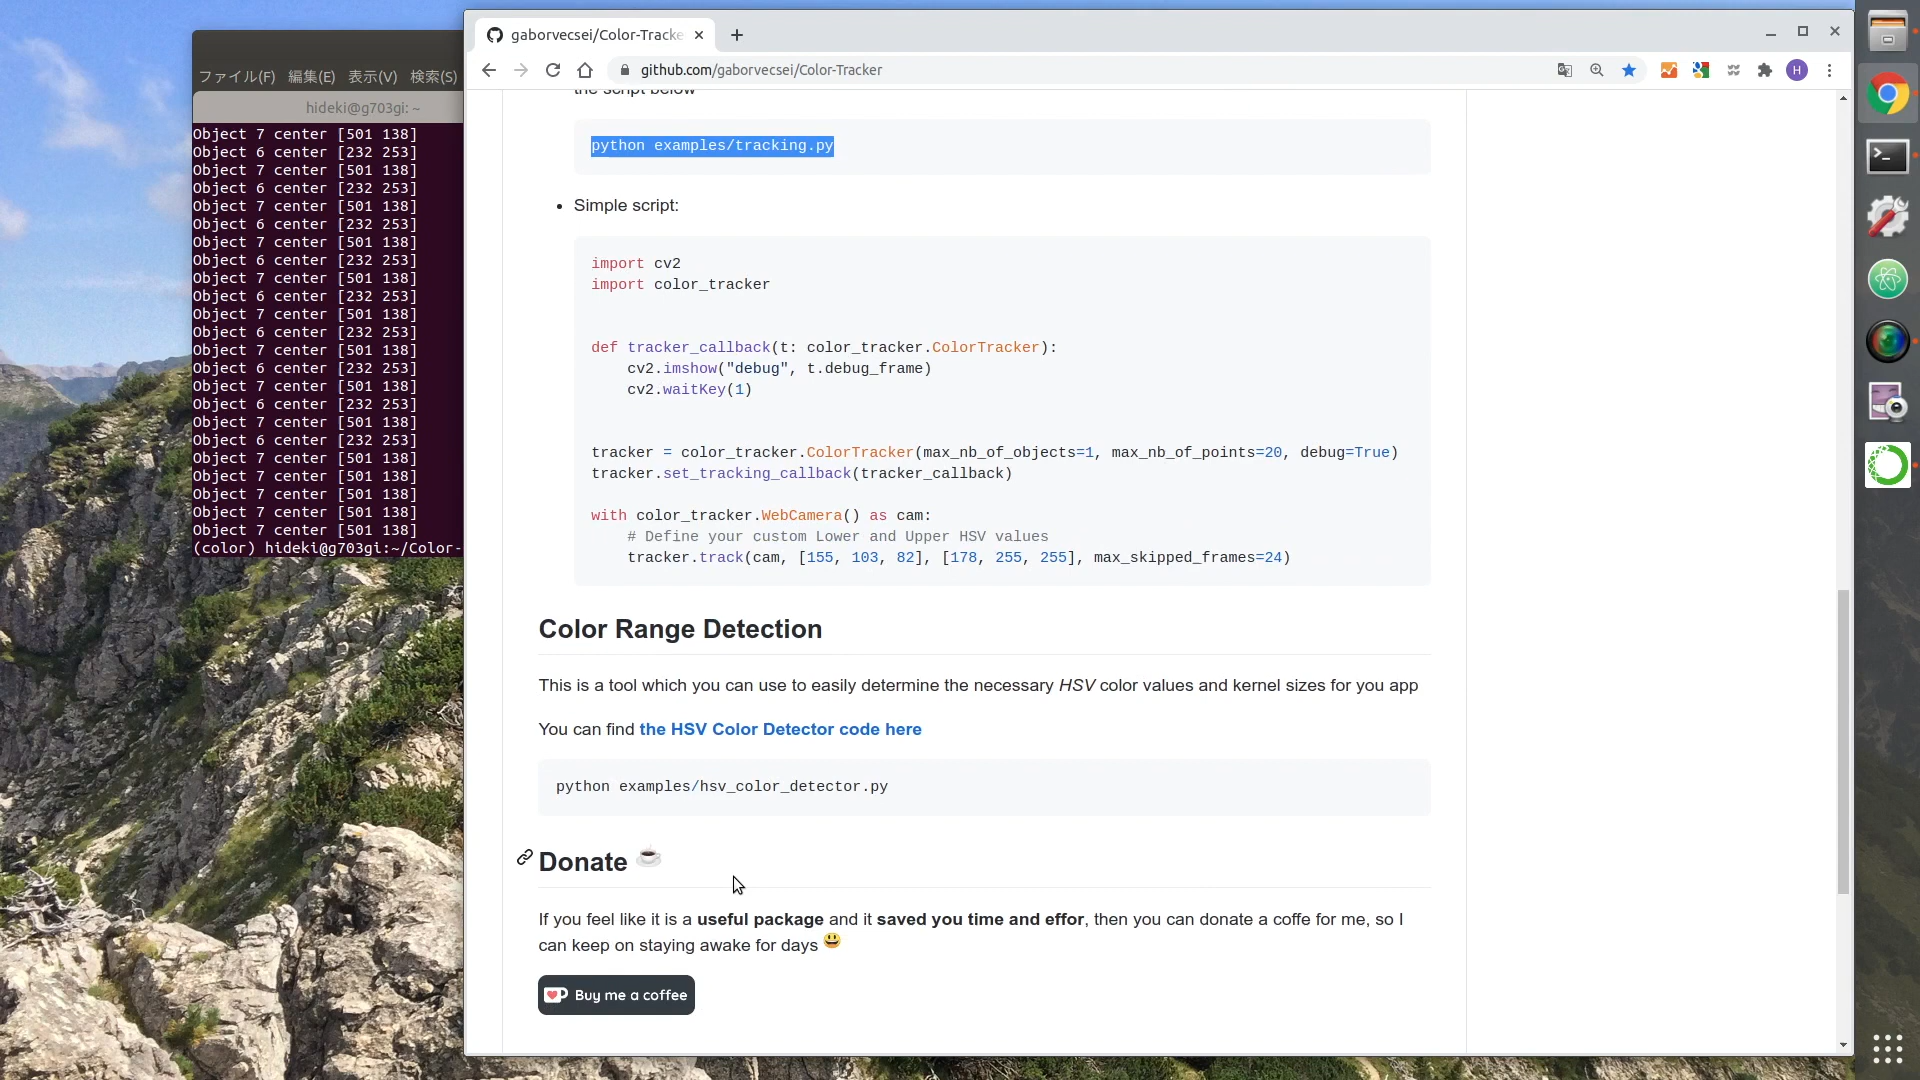 gaborvecsei/Color-Tracke
github.com/gaborvecsei/Color-Tracker
H
ファイル(F) 編集(E) 表示(V) 検索(S)
hideki@g703gi: ~
Object 7 center [501 138]
Object 6 center [232 253]
Object 7 center [501 138]
Object 6 center [232 253]
Object 7 center [501 138]
Object 6 center [232 253]
Object 7 center [501 138]
Object 6 center [232 253]
Object 7 center [501 138]
Object 6 center [232 253]
Object 7 center [501 138]
Object 6 center [232 253]
Object 7 center [501 138]
Object 6 center [232 253]
Object 7 center [501 138]
Object 6 center [232 253]
Object 7 center [501 138]
Object 6 center [232 253]
Object 7 center [501 138]
Object 7 center [501 138]
Object 7 center [501 138]
Object 7 center [501 138]
Object 7 center [501 138]
(color) hideki@g703gi:~/Color-
the script below
python examples/tracking.py
• Simple script:
import cv2
import color_tracker
def tracker_callback(t: color_tracker.ColorTracker):
cv2.imshow("debug", t.debug_frame)
cv2.waitKey(1)
tracker = color_tracker.ColorTracker(max_nb_of_objects=1, max_nb_of_points=20, debug=True)
tracker.set_tracking_callback(tracker_callback)
with color_tracker.WebCamera() as cam:
# Define your custom Lower and Upper HSV values
tracker.track(cam, [155, 103, 82], [178, 255, 255], max_skipped_frames=24)
Color Range Detection
This is a tool which you can use to easily determine the necessary HSV color values and kernel sizes for you app
You can find the HSV Color Detector code here
python examples/hsv_color_detector.py
Donate ☕
If you feel like it is a useful package and it saved you time and effor, then you can donate a coffe for me, so I
can keep on staying awake for days 😃
Buy me a coffee